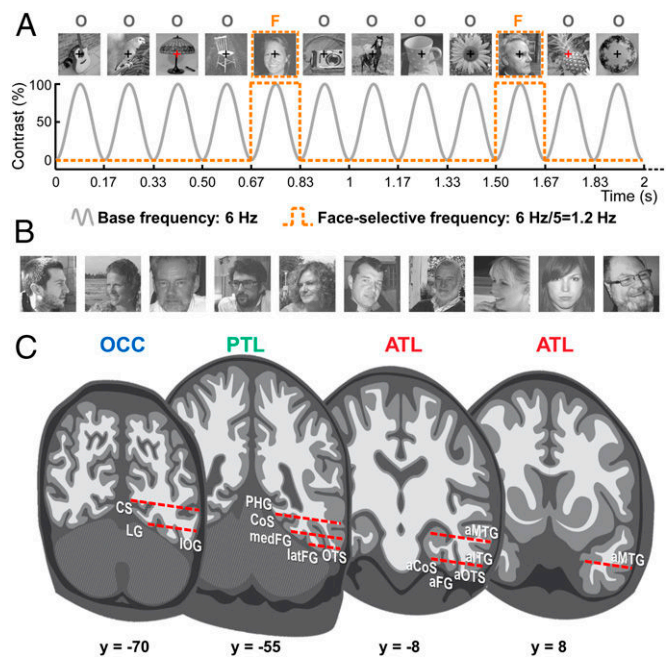 A
O O O O F O O O O F O O
Contrast (%)
100
50
0
0 0.17 0.33 0.50 0.67 0.83 1 1.17 1.33 1.50 1.67 1.83 2
Time (s)
Base frequency: 6 Hz
Face-selective frequency: 6 Hz/5=1.2 Hz
B
C
OCC PTL ATL ATL
CS
LG
IOG
PHG
CoS
medFG
latFG
OTS
aMTG
aITG
aCoS
aOTS
aFG
aMTG
y = -70 y = -55 y = -8 y = 8